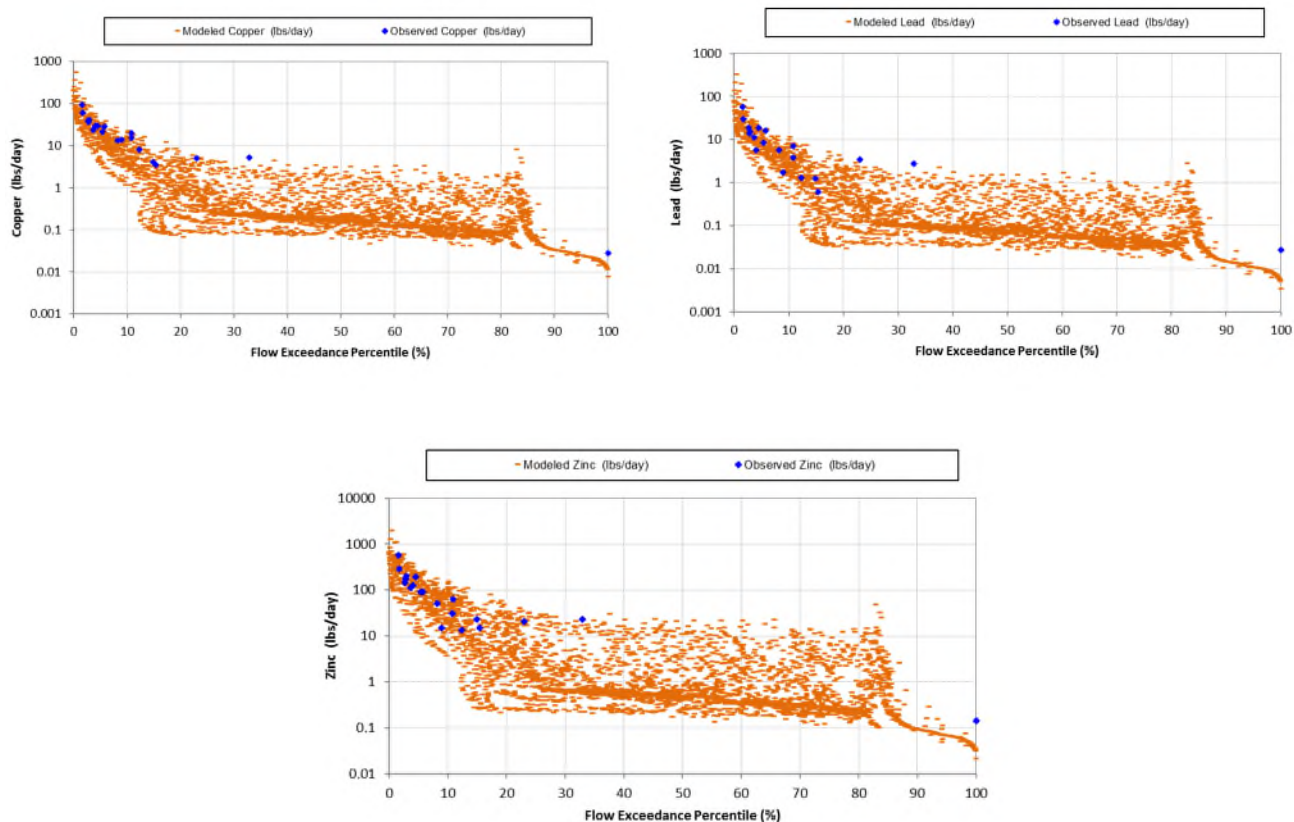 Modeled Copper (lbs/day) Observed Copper (lbs/day)
1000
100
10
1
0.1
0.01
0.001
Copper (lbs/day)
0 10 20 30 40 50 60 70 80 90 100
Flow Exceedance Percentile (%)
Modeled Lead (lbs/day) Observed Lead (lbs/day)
1000
100
10
1
0.1
0.01
0.001
Lead (lbs/day)
0 10 20 30 40 50 60 70 80 90 100
Flow Exceedance Percentile (%)
Modeled Zinc (lbs/day) Observed Zinc (lbs/day)
10000
1000
100
10
1
0.1
0.01
Zinc (lbs/day)
0 10 20 30 40 50 60 70 80 90 100
Flow Exceedance Percentile (%)